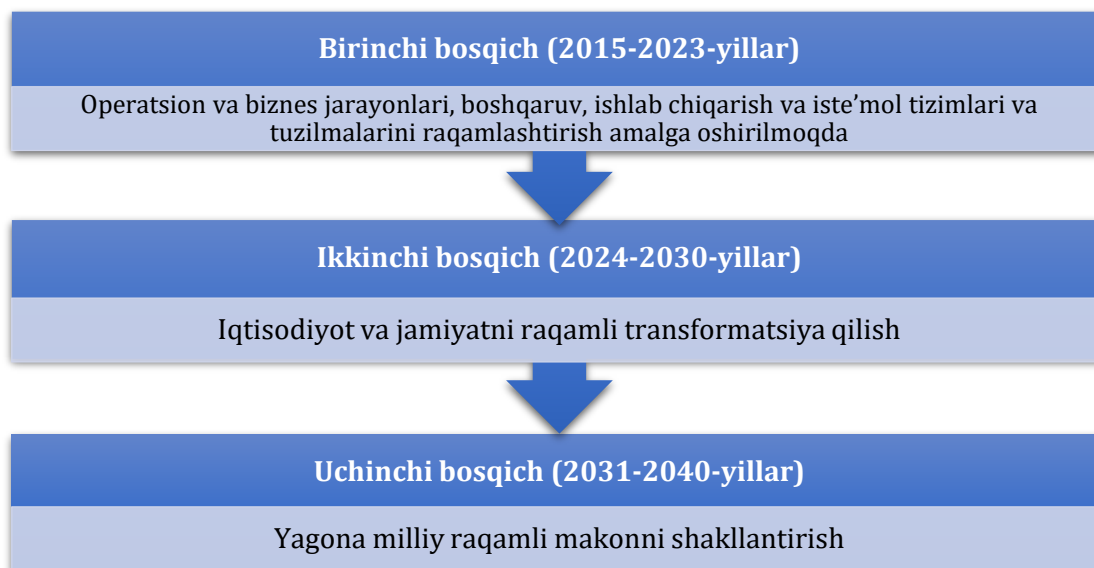 Birinchi bosqich (2015-2023-yillar)
Operatsion va biznes jarayonlari, boshqaruv, ishlab chiqarish va iste’mol tizimlari va
tuzilmalarini raqamlashtirish amalga oshirilmoqda
Ikkinchi bosqich (2024-2030-yillar)
Iqtisodiyot va jamiyatni raqamli transformatsiya qilish
Uchinchi bosqich (2031-2040-yillar)
Yagona milliy raqamli makonni shakllantirish